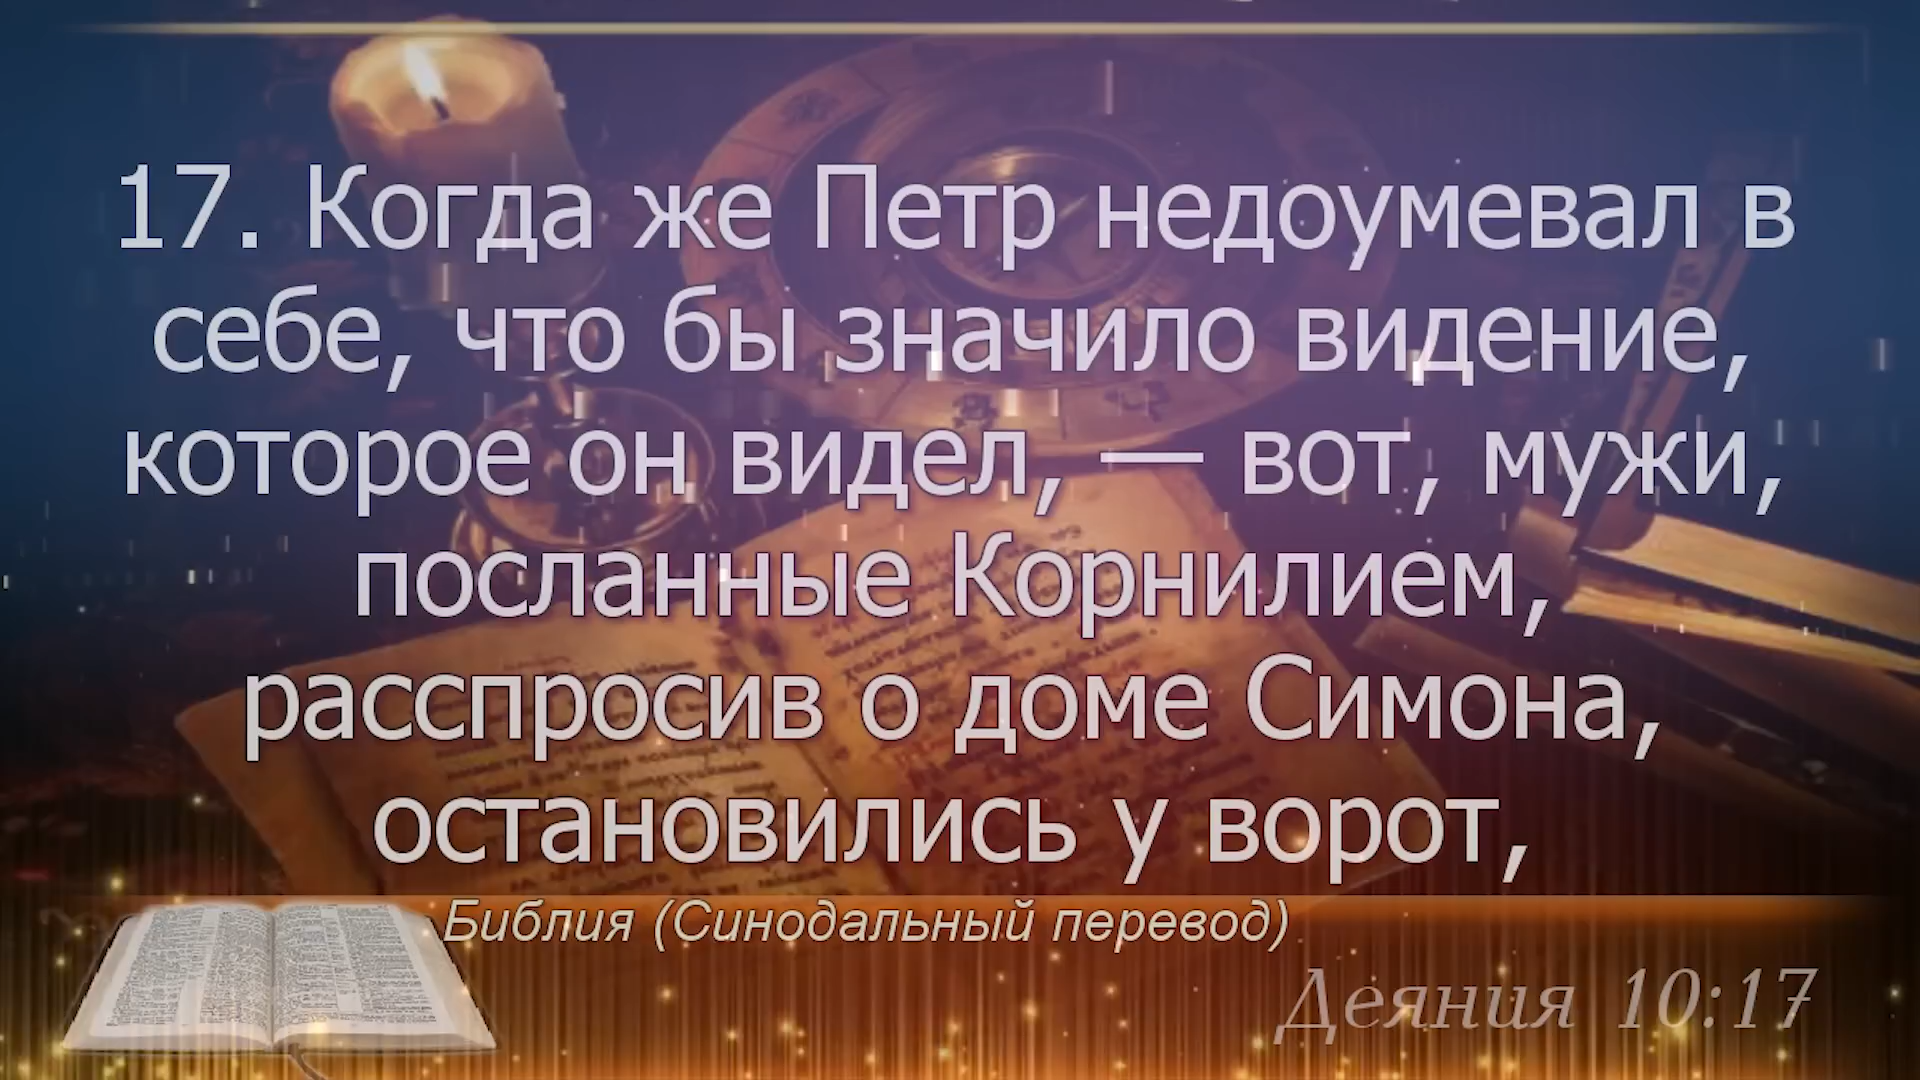 17. Когда же Петр недоумевал в
себе, что бы значило видение,
которое он видел, — вот, мужи,
посланные Корнилием,
расспросив о доме Симона,
остановились у ворот,
Библия (Синодальный перевод)
Деяния 10:17